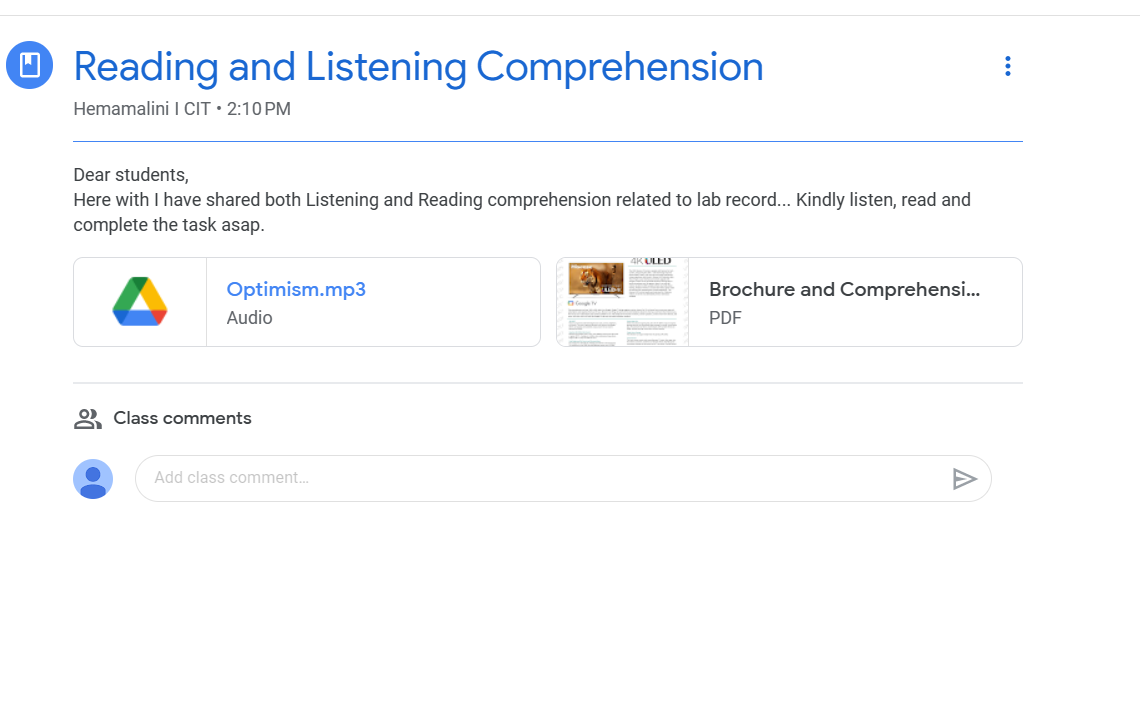 Reading and Listening Comprehension
Hemamalini I CIT • 2:10 PM
Dear students,
Here with I have shared both Listening and Reading comprehension related to lab record... Kindly listen, read and
complete the task asap.
Optimism.mp3
Audio
4K ULED
Google TV
Brochure and Comprehensi...
PDF
Class comments
Add class comment...